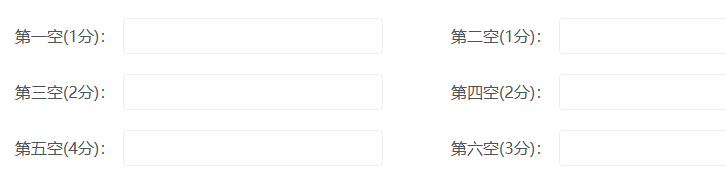 第一空(1分): 第二空(1分):
第三空(2分): 第四空(2分):
第五空(4分): 第六空(3分):